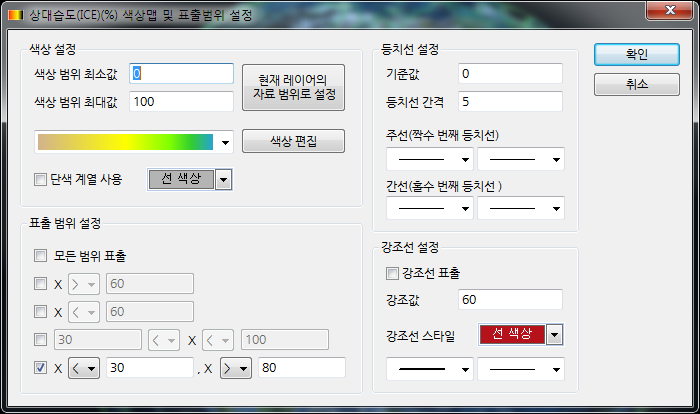 상대습도(ICE)(%) 색상맵 및 표출범위 설정
색상 설정
색상 범위 최소값 0
색상 범위 최대값 100
현재 레이어의
자료 범위로 설정
색상 편집
단색 계열 사용 선 색상
표출 범위 설정
모든 범위 표출
X > 60
X < 60
30 < X < 100
X < 30 , X > 80
등치선 설정
기준값 0
등치선 간격 5
주선(짝수 번째 등치선)
간선(홀수 번째 등치선 )
강조선 설정
강조선 표출
강조값 60
강조선 스타일 선 색상
확인
취소